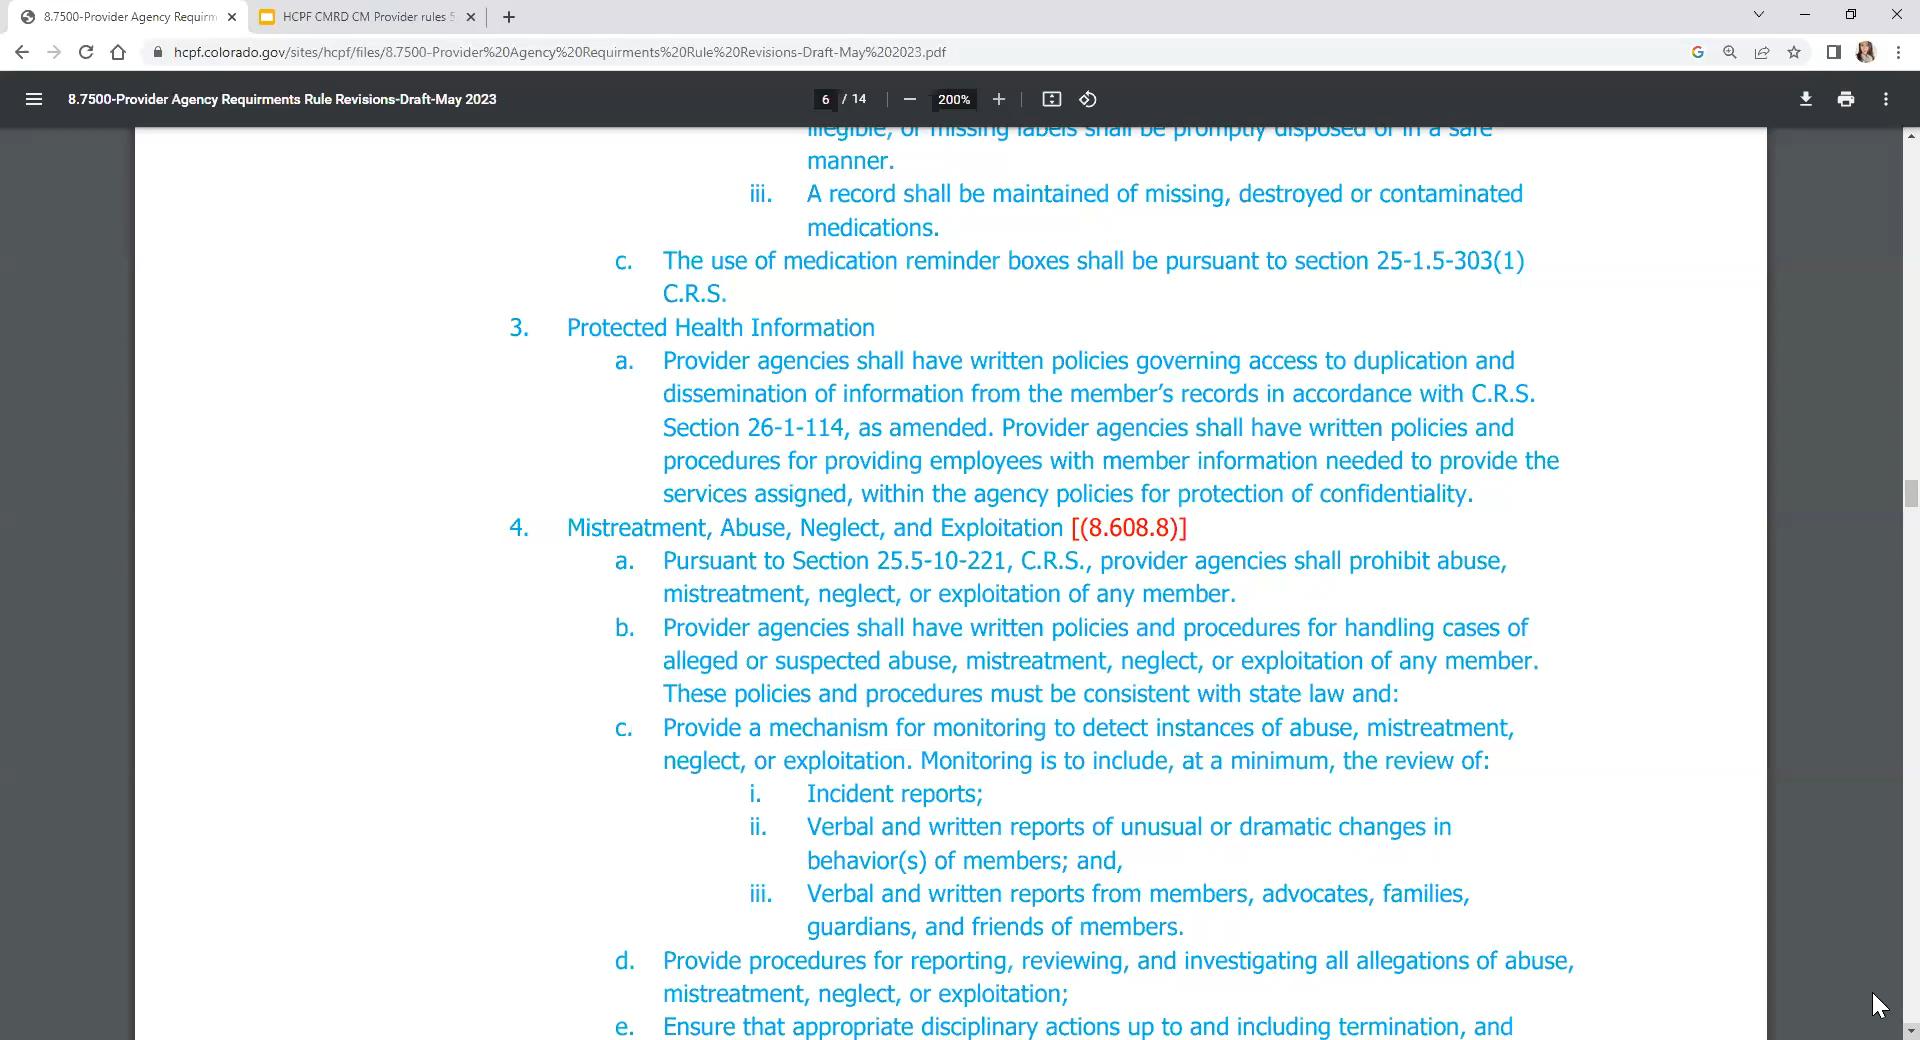 8.7500-Provider Agency Requirm
HCPF CMRD CM Provider rules 5
hcpf.colorado.gov/sites/hcpf/files/8.7500-Provider%20Agency%20Requirments%20Rule%20Revisions-Draft-May%202023.pdf
8.7500-Provider Agency Requirments Rule Revisions-Draft-May 2023
6 / 14
200%
illegible, or missing labels shall be promptly disposed of in a safe
manner.
iii. A record shall be maintained of missing, destroyed or contaminated
medications.
c. The use of medication reminder boxes shall be pursuant to section 25-1.5-303(1)
C.R.S.
3. Protected Health Information
a. Provider agencies shall have written policies governing access to duplication and
dissemination of information from the member’s records in accordance with C.R.S.
Section 26-1-114, as amended. Provider agencies shall have written policies and
procedures for providing employees with member information needed to provide the
services assigned, within the agency policies for protection of confidentiality.
4. Mistreatment, Abuse, Neglect, and Exploitation [(8.608.8)]
a. Pursuant to Section 25.5-10-221, C.R.S., provider agencies shall prohibit abuse,
mistreatment, neglect, or exploitation of any member.
b. Provider agencies shall have written policies and procedures for handling cases of
alleged or suspected abuse, mistreatment, neglect, or exploitation of any member.
These policies and procedures must be consistent with state law and:
c. Provide a mechanism for monitoring to detect instances of abuse, mistreatment,
neglect, or exploitation. Monitoring is to include, at a minimum, the review of:
i. Incident reports;
ii. Verbal and written reports of unusual or dramatic changes in
behavior(s) of members; and,
iii. Verbal and written reports from members, advocates, families,
guardians, and friends of members.
d. Provide procedures for reporting, reviewing, and investigating all allegations of abuse,
mistreatment, neglect, or exploitation;
e. Ensure that appropriate disciplinary actions up to and including termination, and